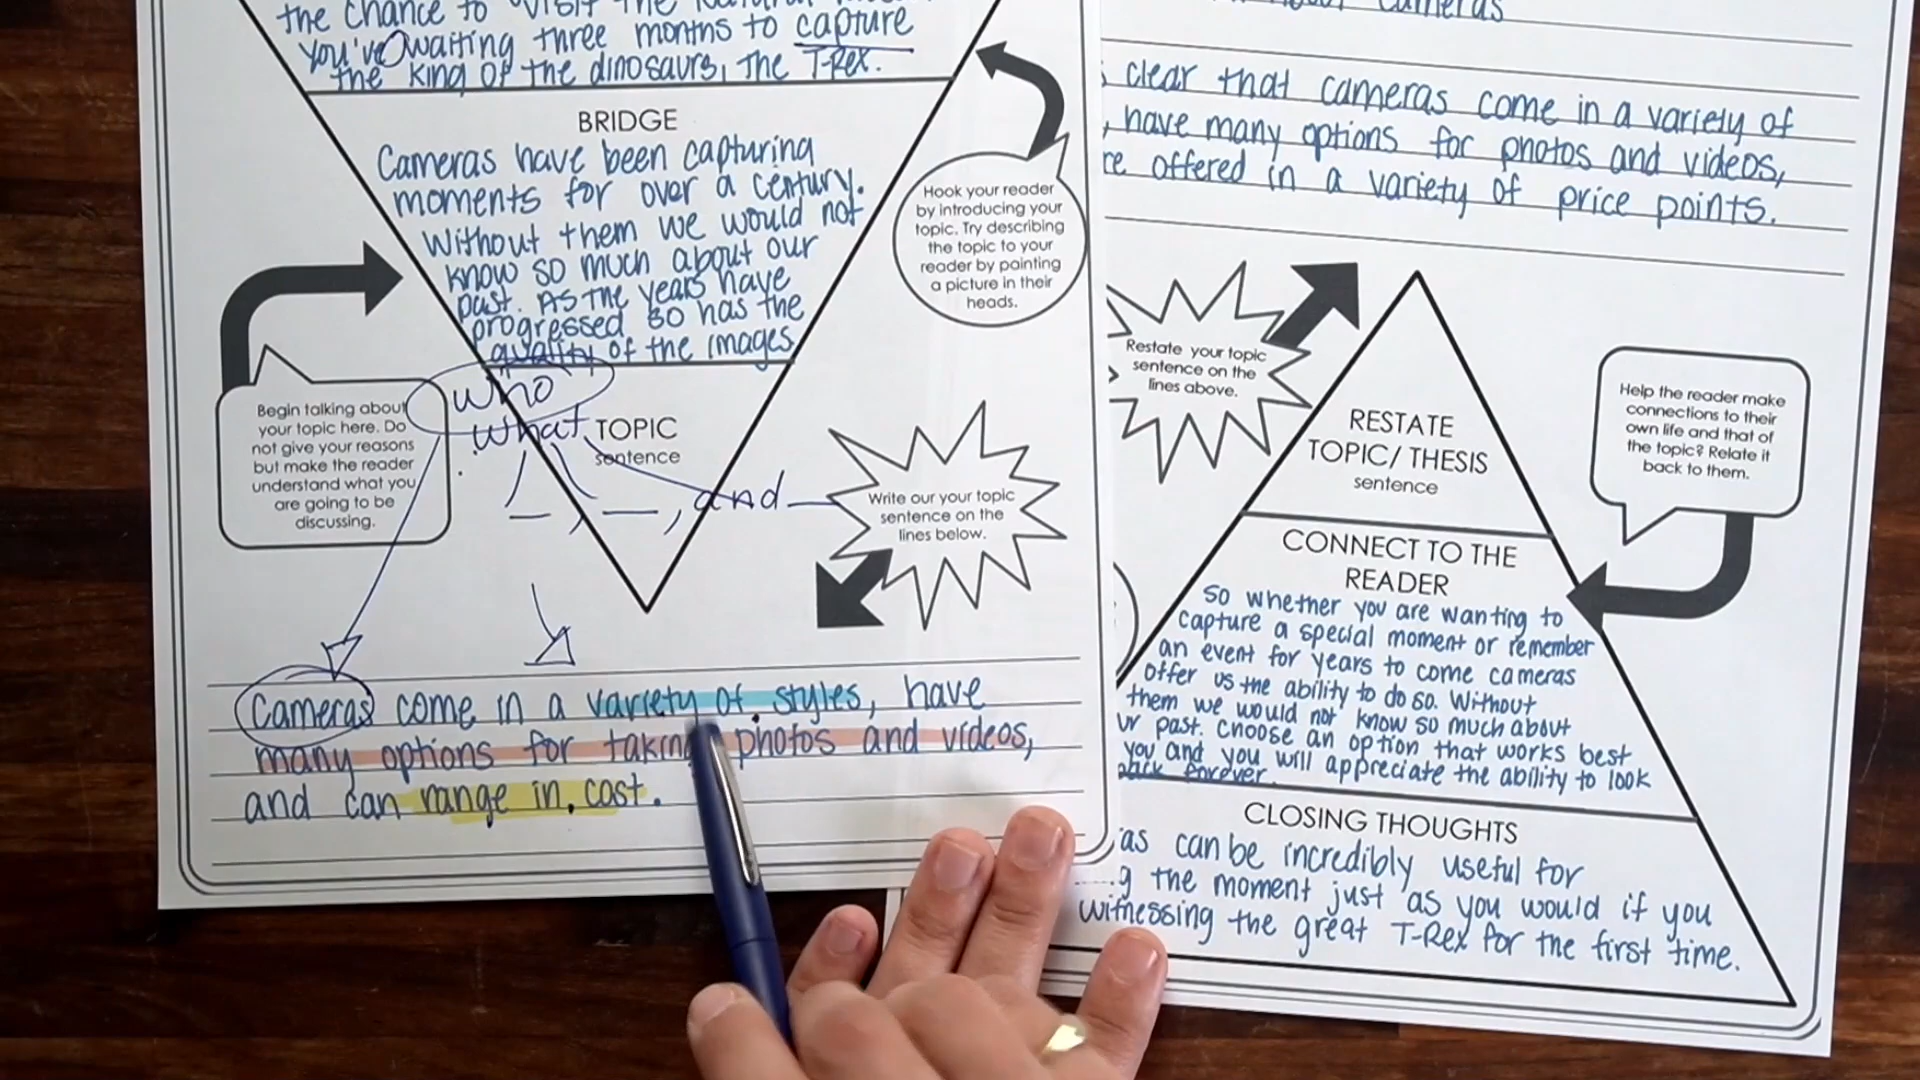 the chance to visit the Natural
you've waiting three months to capture
the king of the dinosaurs, the T-Rex.
BRIDGE
Cameras have been capturing
moments for over a century.
Without them we would not
know so much about our
past. As the years have
progressed so has the
quality of the images
Hook your reader
by introducing your
topic. Try describing
the topic to your
reader by painting
a picture in their
heads.
Begin talking about
your topic here. Do
not give your reasons
but make the reader
understand what you
are going to be
discussing.
who
what
TOPIC
sentence
and
Write our your topic
sentence on the
lines below.
Cameras come in a variety of styles, have
many options for taking photos and videos,
and can range in cost.
cameras
clear that cameras come in a variety of
, have many options for photos and videos,
re offered in a variety of price points.
Restate your topic
sentence on the
lines above.
RESTATE
TOPIC/ THESIS
sentence
Help the reader make
connections to their
own life and that of
the topic? Relate it
back to them.
CONNECT TO THE
READER
So whether you are wanting to
capture a special moment or remember
an event for years to come cameras
offer us the ability to do so. Without
them we would not know so much about
ur past. Choose an option that works best
you and you will appreciate the ability to look
back forever.
CLOSING THOUGHTS
as can be incredibly useful for
g the moment just as you would if you
witnessing the great T-Rex for the first time.